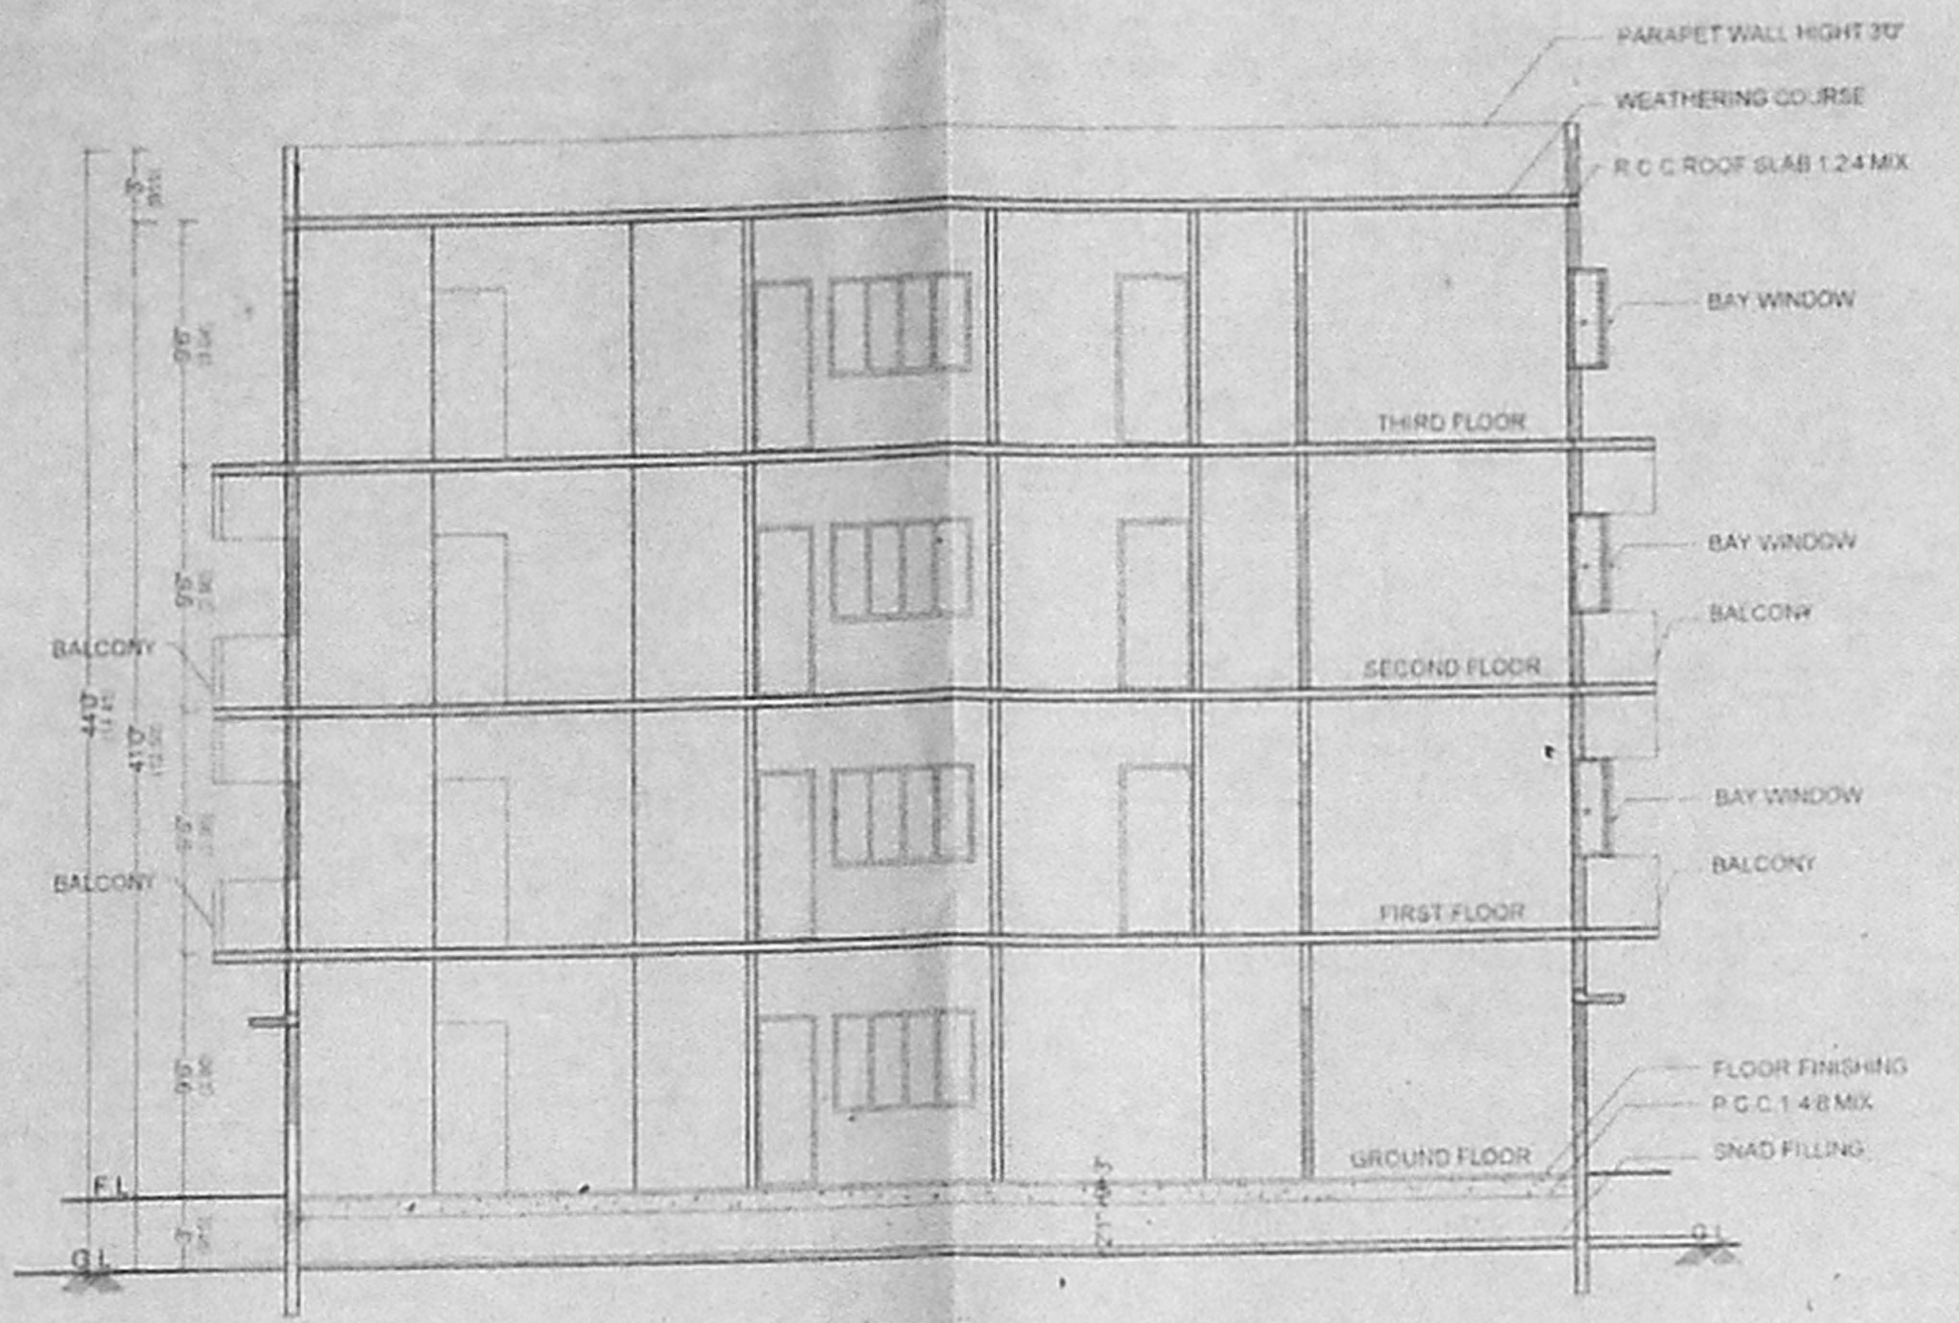 PARAPET WALL HIGHT 3'0"
WEATHERING COURSE
R C C ROOF SLAB 1:2:4 MIX
3'
9'6"
BAY WINDOW
THIRD FLOOR
9'6"
BAY WINDOW
BALCONY
BALCONY
SECOND FLOOR
44'0"
41'0"
9'6"
BAY WINDOW
BALCONY
BALCONY
FIRST FLOOR
9'6"
FLOOR FINISHING
P.C.C.1:4:8 MIX
SNAD FILLING
GROUND FLOOR
F.L
3'
G.L
G.L